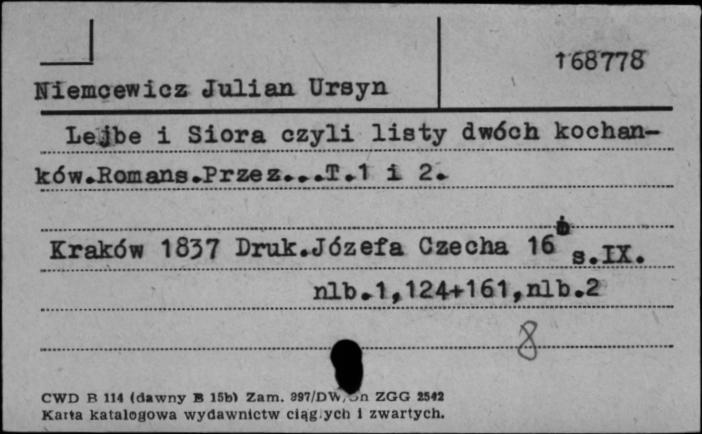 168778
Niemcewicz Julian Ursyn
Lejbe i Siora czyli listy dwóch kochan-
ków.Romans.Przez...T.1 i 2.
Kraków 1837 Druk.Józefa Czecha 16 s.IX.
nlb.1,124+161,nlb.2
8
CWD B 114 (dawny B 15b) Zam. 997/DW ZGG 2542
Karta katalogowa wydawnictw ciągłych i zwartych.